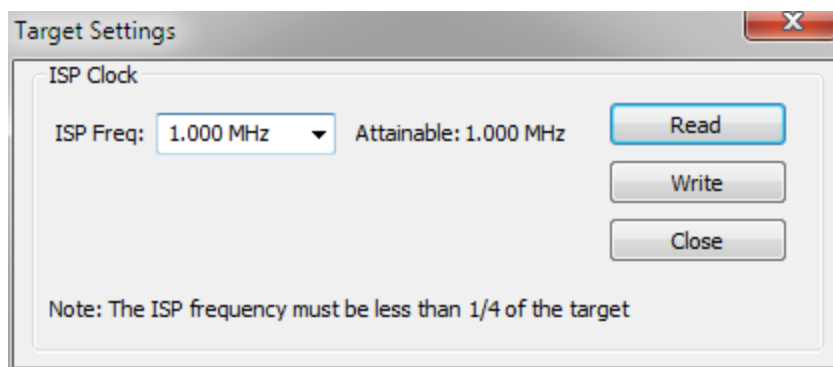 Target Settings
ISP Clock
ISP Freq: 1.000 MHz Attainable: 1.000 MHz Read
Write
Close
Note: The ISP frequency must be less than 1/4 of the target